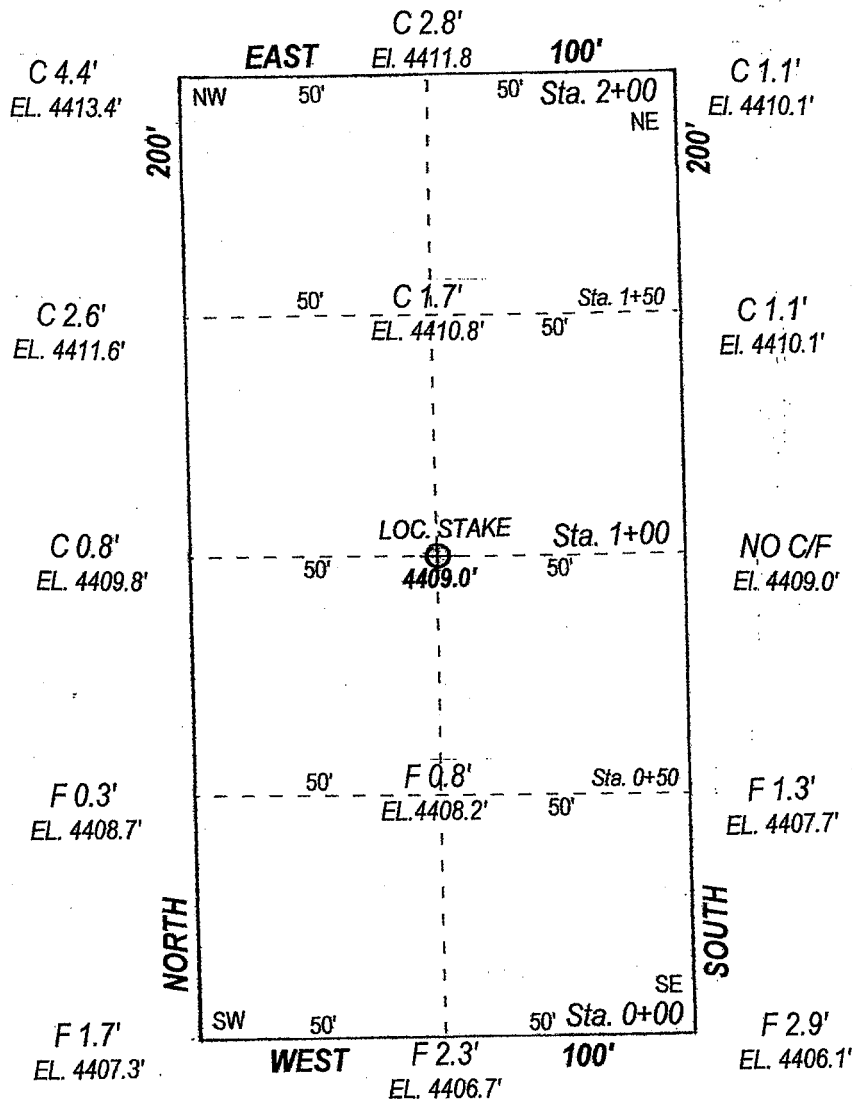 C 2.8'
EAST El. 4411.8 100'
C 4.4'
EL. 4413.4'
C 1.1'
El. 4410.1'
NW 50' 50' Sta. 2+00
NE
200'
200'
C 2.6'
EL. 4411.6'
50' C 1.7' Sta. 1+50
EL. 4410.8' 50'
C 1.1'
El. 4410.1'
C 0.8'
EL. 4409.8'
LOC. STAKE Sta. 1+00
50' 4409.0' 50'
NO C/F
El. 4409.0'
F 0.3'
EL. 4408.7'
50' F 0.8' Sta. 0+50
EL.4408.2' 50'
F 1.3'
EL. 4407.7'
NORTH
SOUTH
SE
SW 50' 50' Sta. 0+00
F 1.7'
EL. 4407.3'
WEST F 2.3' 100'
EL. 4406.7'
F 2.9'
EL. 4406.1'